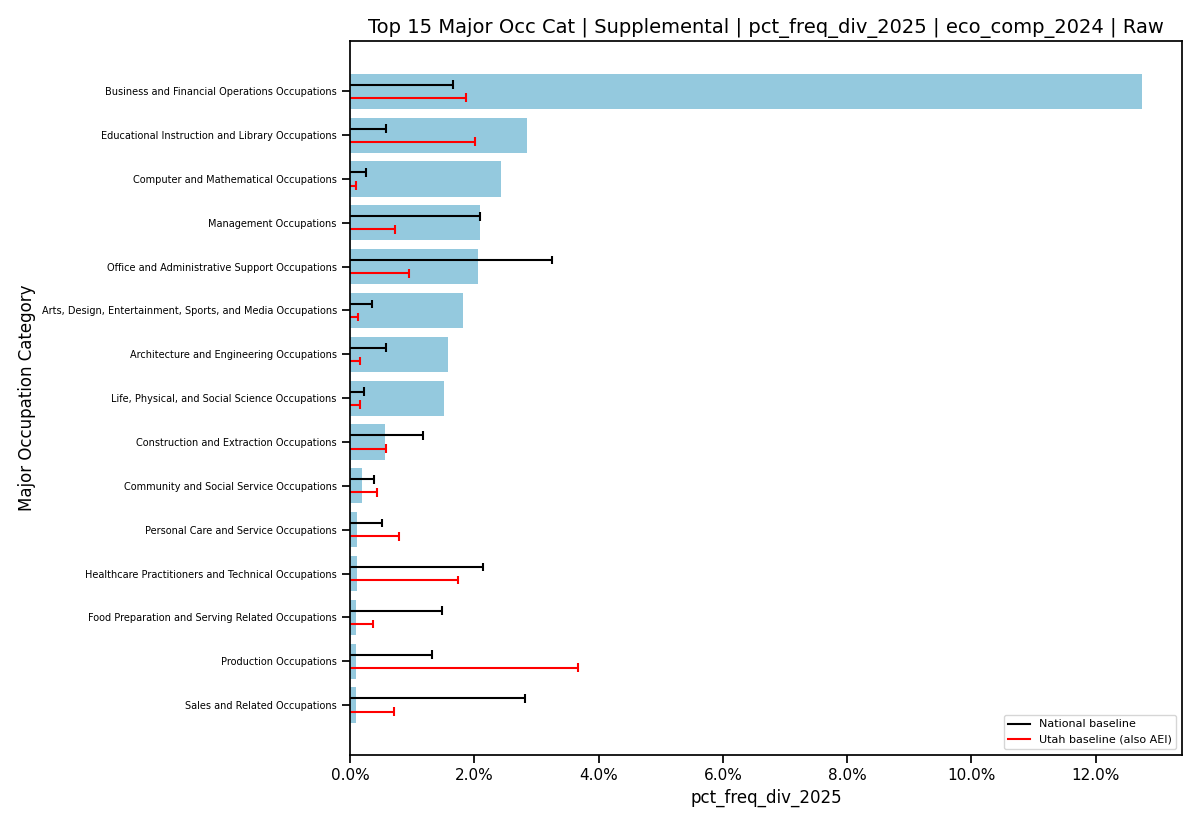 Top 15 Major Occ Cat | Supplemental | pct_freq_div_2025 | eco_comp_2024 | Raw
Major Occupation Category
Business and Financial Operations Occupations
Educational Instruction and Library Occupations
Computer and Mathematical Occupations
Management Occupations
Office and Administrative Support Occupations
Arts, Design, Entertainment, Sports, and Media Occupations
Architecture and Engineering Occupations
Life, Physical, and Social Science Occupations
Construction and Extraction Occupations
Community and Social Service Occupations
Personal Care and Service Occupations
Healthcare Practitioners and Technical Occupations
Food Preparation and Serving Related Occupations
Production Occupations
Sales and Related Occupations
National baseline
Utah baseline (also AEI)
0.0% 2.0% 4.0% 6.0% 8.0% 10.0% 12.0%
pct_freq_div_2025